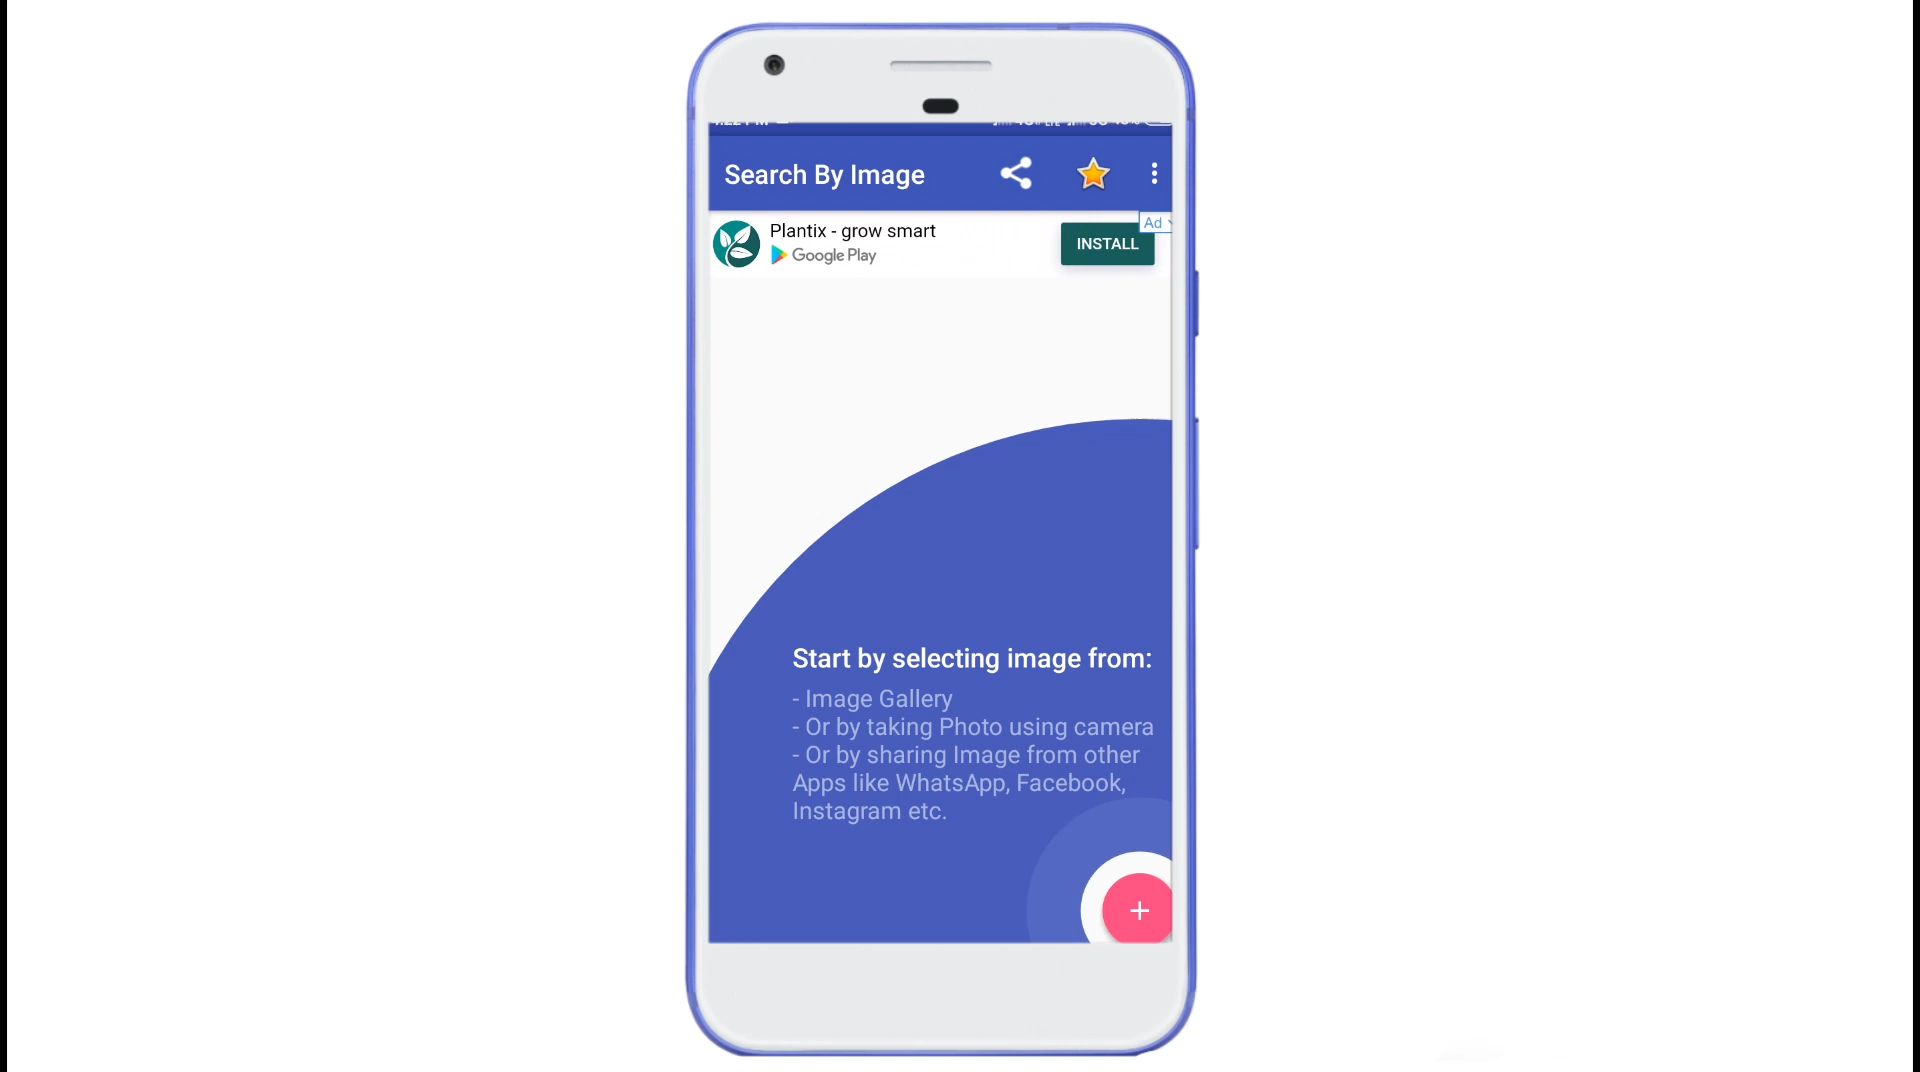 Search By Image
Ad
Plantix - grow smart
Google Play
INSTALL
Start by selecting image from:
- Image Gallery
- Or by taking Photo using camera
- Or by sharing Image from other
Apps like WhatsApp, Facebook,
Instagram etc.
+